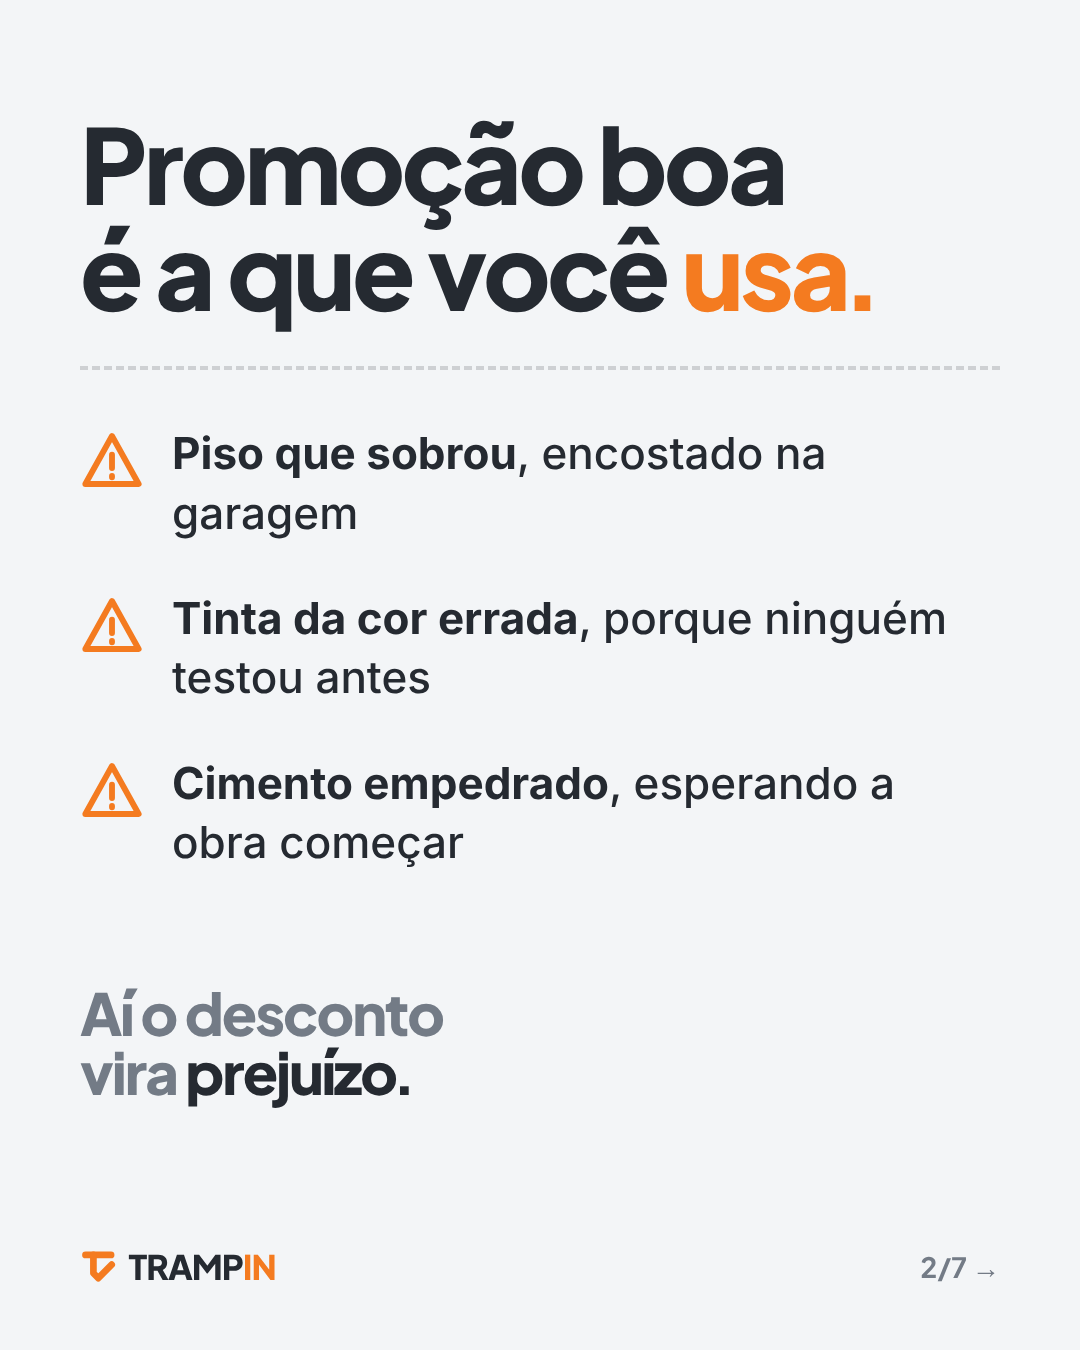 Promoção boa
é a que você usa.
Piso que sobrou, encostado na
garagem
Tinta da cor errada, porque ninguém
testou antes
Cimento empedrado, esperando a
obra começar
Aí o desconto
vira prejuízo.
TRAMPIN
2/7 →